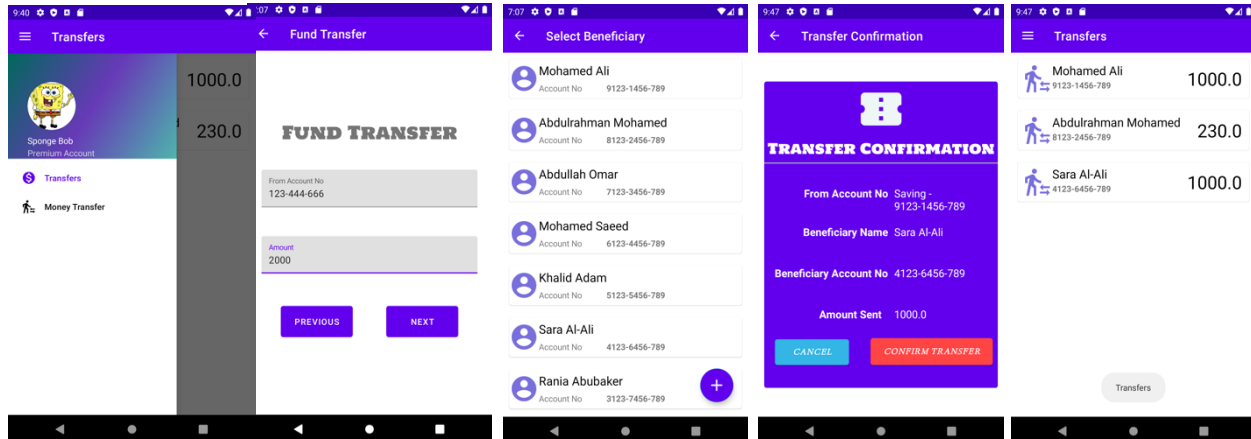 9:40
Transfers
1000.0
230.0
Sponge Bob
Premium Account
Transfers
Money Transfer
:07
Fund Transfer
FUND TRANSFER
From Account No
123-444-666
Amount
2000
PREVIOUS NEXT
7:07
Select Beneficiary
Mohamed Ali
Account No 9123-1456-789
Abdulrahman Mohamed
Account No 8123-2456-789
Abdullah Omar
Account No 7123-3456-789
Mohamed Saeed
Account No 6123-4456-789
Khalid Adam
Account No 5123-5456-789
Sara Al-Ali
Account No 4123-6456-789
Rania Abubaker
Account No 3123-7456-789
+
9:47
Transfer Confirmation
TRANSFER CONFIRMATION
From Account No Saving -
9123-1456-789
Beneficiary Name Sara Al-Ali
Beneficiary Account No 4123-6456-789
Amount Sent 1000.0
CANCEL CONFIRM TRANSFER
9:47
Transfers
Mohamed Ali
9123-1456-789
1000.0
Abdulrahman Mohamed
8123-2456-789
230.0
Sara Al-Ali
4123-6456-789
1000.0
Transfers